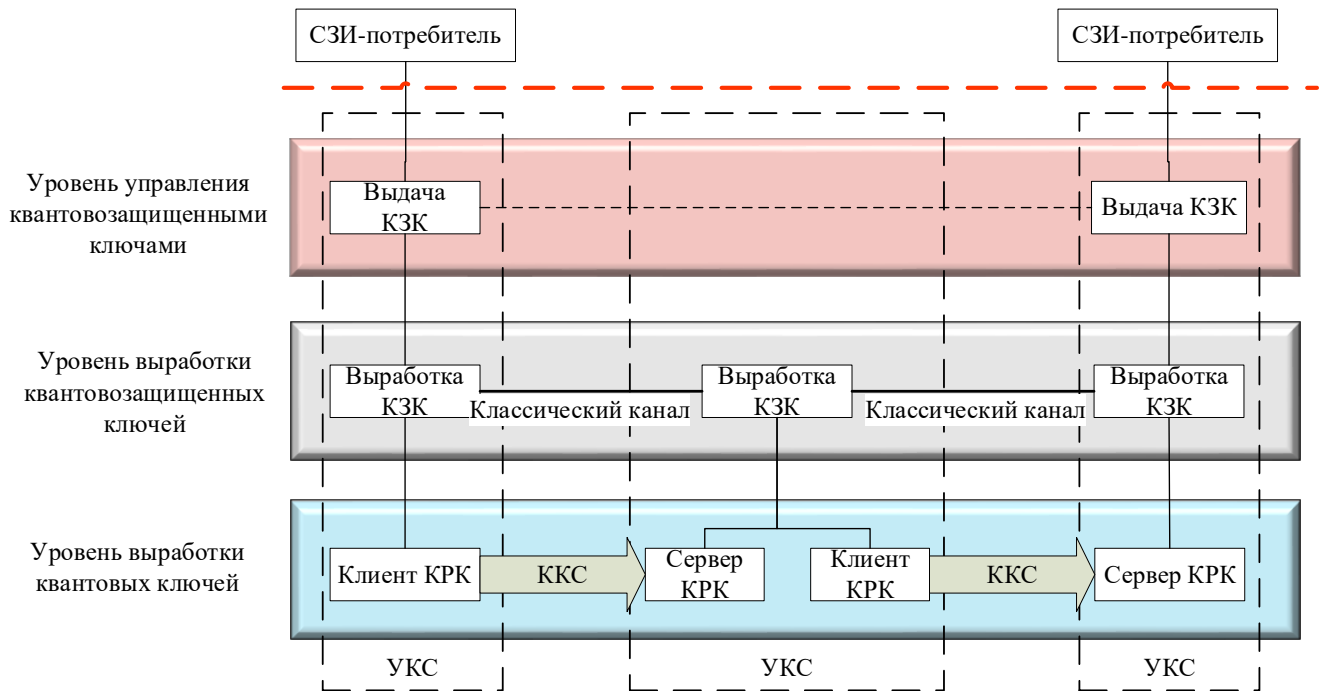 СЗИ-потребитель
СЗИ-потребитель
Уровень управления
квантовозащищенными
ключами
Выдача
КЗК
Выдача КЗК
Уровень выработки
квантовозащищенных
ключей
Выработка
КЗК
Классический канал
Выработка
КЗК
Классический канал
Выработка
КЗК
Уровень выработки
квантовых ключей
Клиент КРК
ККС
Сервер
КРК
Клиент
КРК
ККС
Сервер КРК
УКС
УКС
УКС